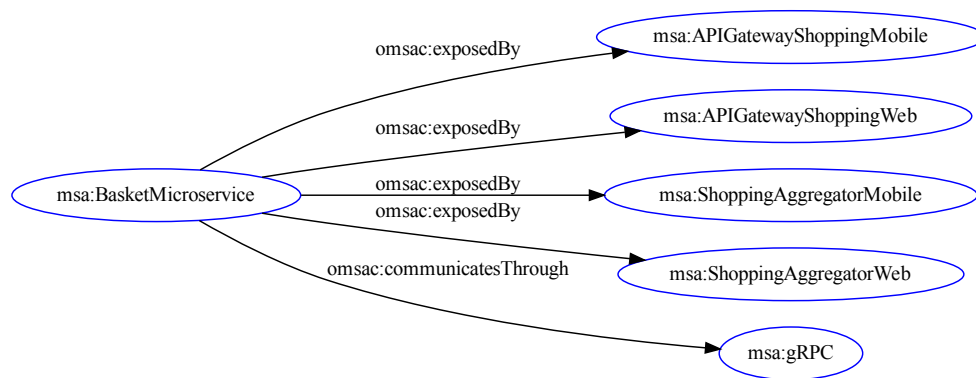 msa:APIGatewayShoppingMobile
omsac:exposedBy
msa:APIGatewayShoppingWeb
omsac:exposedBy
msa:BasketMicroservice
omsac:exposedBy
msa:ShoppingAggregatorMobile
omsac:exposedBy
omsac:communicatesThrough
msa:ShoppingAggregatorWeb
msa:gRPC